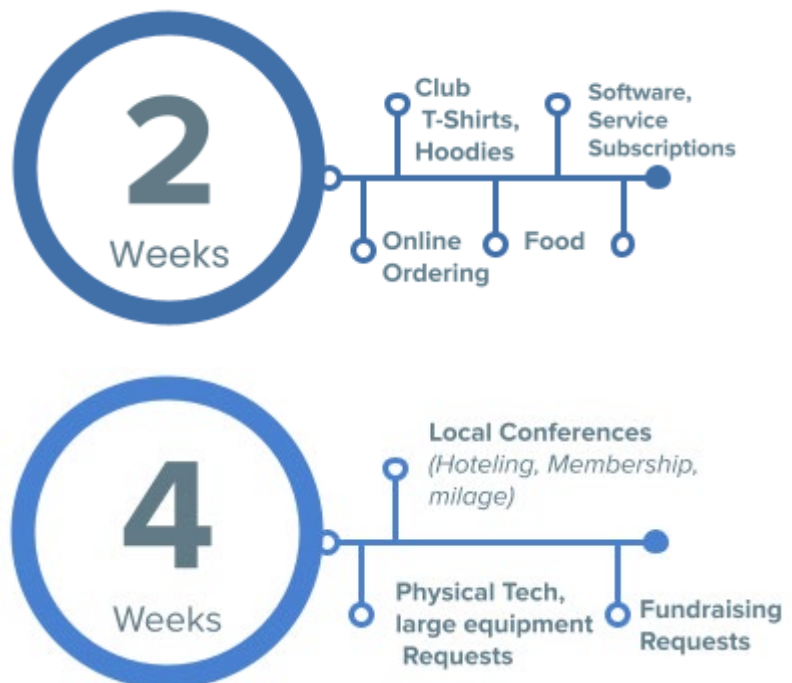 2
Weeks
Club
T-Shirts,
Hoodies
Software,
Service
Subscriptions
Online
Ordering
Food
4
Weeks
Local Conferences
(Hoteling, Membership,
milage)
Physical Tech,
large equipment
Requests
Fundraising
Requests